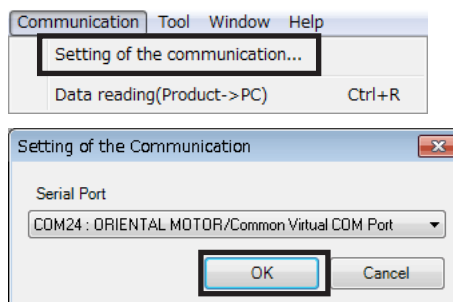 Communication Tool Window Help
Setting of the communication...
Data reading(Product->PC) Ctrl+R
Setting of the Communication
Serial Port
COM24 : ORIENTAL MOTOR/Common Virtual COM Port
OK Cancel